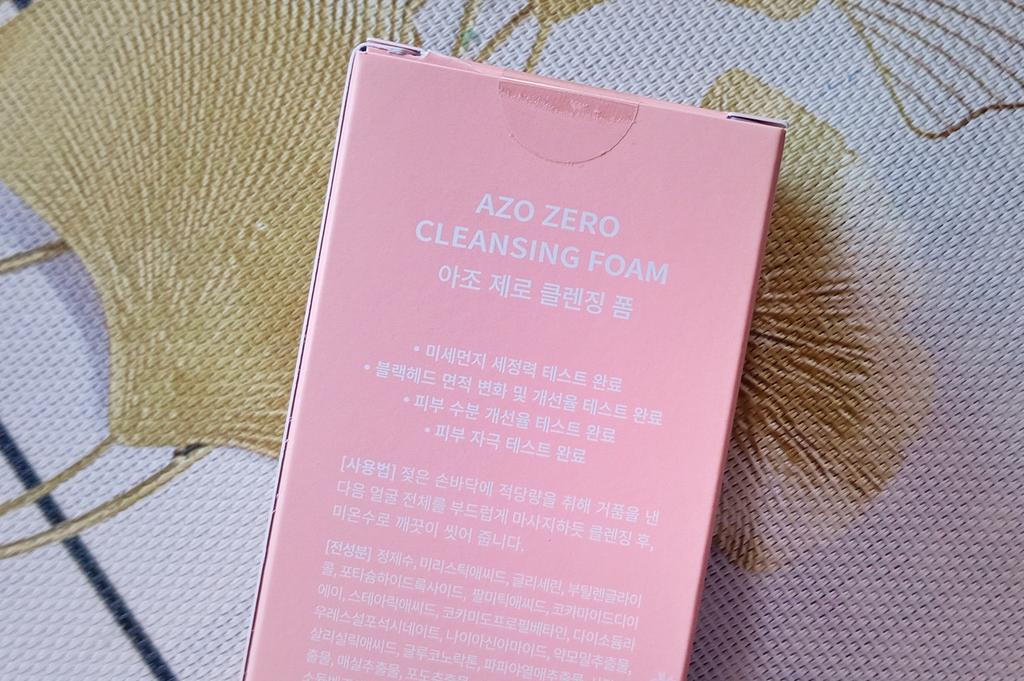 AZO ZERO
CLEANSING FOAM
아조 제로 클렌징 폼
• 미세먼지 세정력 테스트 완료
• 블랙헤드 면적 변화 및 개선율 테스트 완료
• 피부 수분 개선율 테스트 완료
• 피부 자극 테스트 완료
[사용법] 젖은 손바닥에 적당량을 취해 거품을 낸
다음 얼굴 전체를 부드럽게 마사지하듯 클렌징 후,
미온수로 깨끗이 씻어 줍니다.
[전성분] 정제수, 미리스틱애씨드, 글리세린, 부틸렌글라이
콜, 포타슘하이드록사이드, 팔미틱애씨드, 코카마이드디이
에이, 스테아릭애씨드, 코카미도프로필베타인, 다이소듐라
우레스설포석시네이트, 나이아신아마이드, 약모밀추출물,
살리실릭애씨드, 글루코노락톤, 파파야열매추출물,
출물, 매실추출물, 포도추출물,